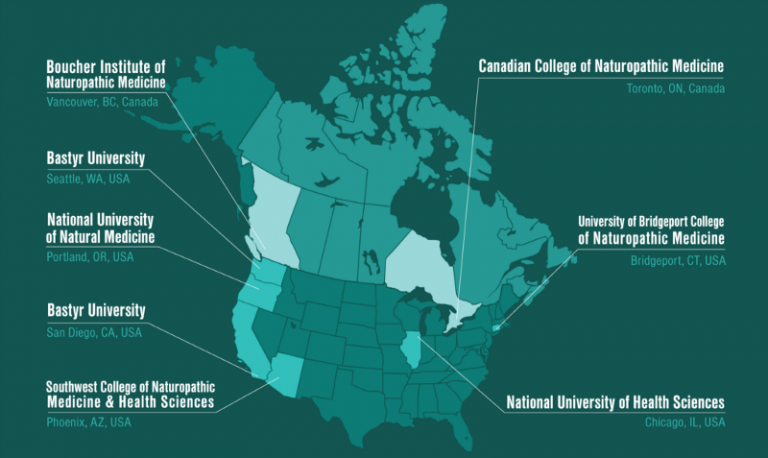 Boucher Institute of
Naturopathic Medicine
Vancouver, BC, Canada
Bastyr University
Seattle, WA, USA
National University
of Natural Medicine
Portland, OR, USA
Bastyr University
San Diego, CA, USA
Southwest College of Naturopathic
Medicine & Health Sciences
Phoenix, AZ, USA
Canadian College of Naturopathic Medicine
Toronto, ON, Canada
University of Bridgeport College
of Naturopathic Medicine
Bridgeport, CT, USA
National University of Health Sciences
Chicago, IL, USA